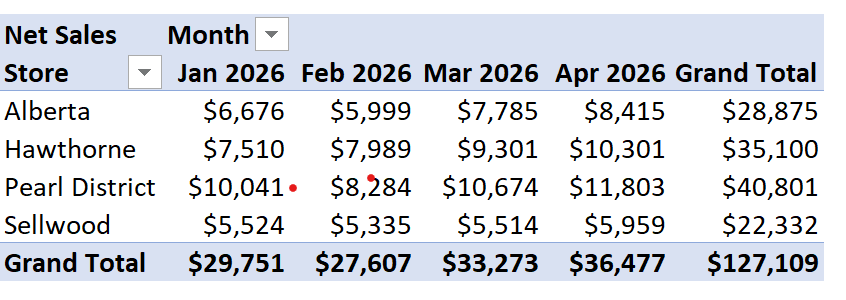 Net Sales Month
Store Jan 2026 Feb 2026 Mar 2026 Apr 2026 Grand Total
Alberta $6,676 $5,999 $7,785 $8,415 $28,875
Hawthorne $7,510 $7,989 $9,301 $10,301 $35,100
Pearl District $10,041 $8,284 $10,674 $11,803 $40,801
Sellwood $5,524 $5,335 $5,514 $5,959 $22,332
Grand Total $29,751 $27,607 $33,273 $36,477 $127,109